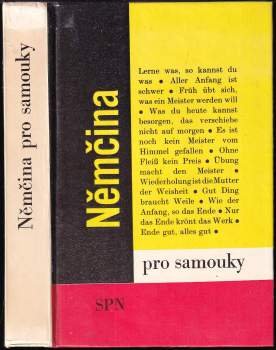 Němčina pro samouky
Němčina
Lerne was, so kannst du
was • Aller Anfang ist
schwer • Früh übt sich,
was ein Meister werden will
• Was du heute kannst
besorgen, das verschiebe
nicht auf morgen • Es ist
noch kein Meister vom
Himmel gefallen • Ohne
Fleiß kein Preis • Übung
macht den Meister •
Wiederholung ist die Mutter
der Weisheit • Gut Ding
braucht Weile • Wie der
Anfang, so das Ende • Nur
das Ende krönt das Werk •
Ende gut, alles gut •
pro samouky
SPN